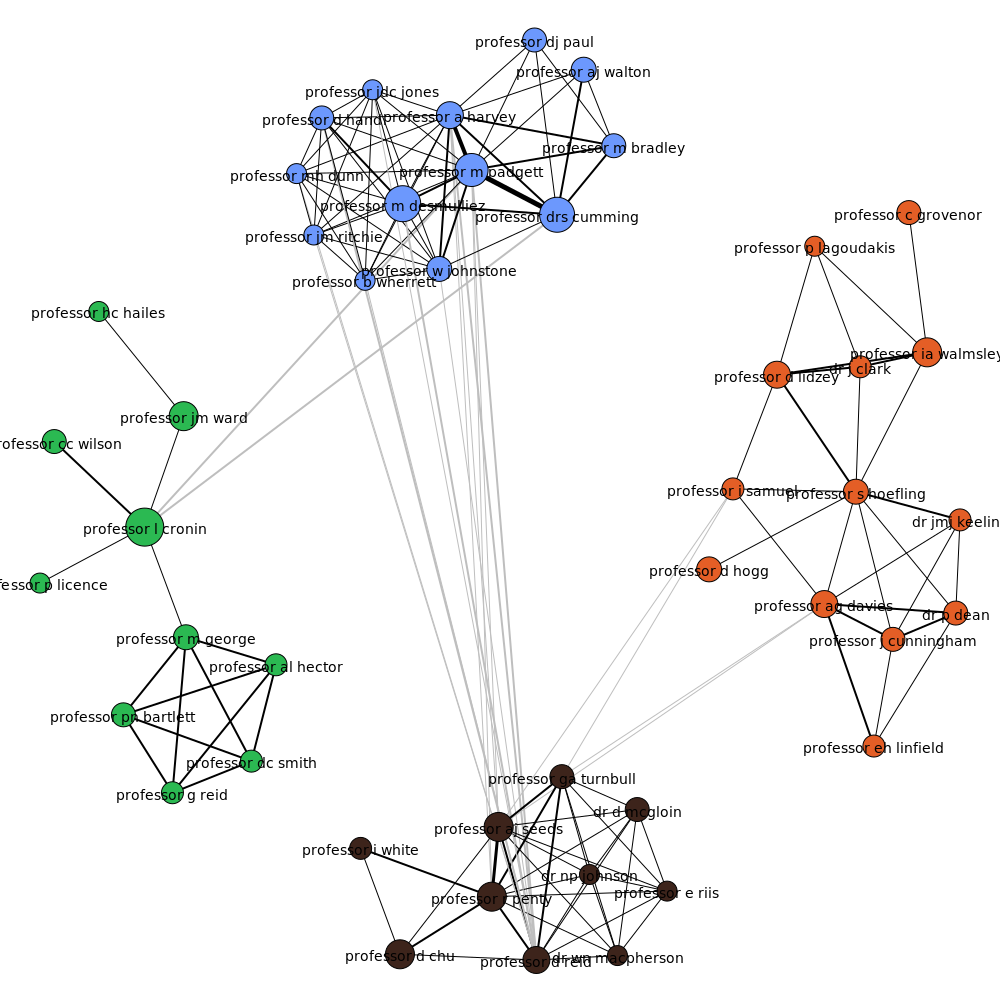 professor dj paul
professor aj walton
professor jdc jones
professor d hand
professor a harvey
professor m bradley
professor mh dunn
professor m padgett
professor m desmulliez
professor drs cumming
professor jm ritchie
professor w johnstone
professor b wherrett
professor c grovenor
professor p lagoudakis
professor ia walmsley
dr j clark
professor d lidzey
professor hc hailes
professor jm ward
rofessor cc wilson
professor l cronin
fessor p licence
professor m george
professor al hector
professor pn bartlett
professor dc smith
professor g reid
professor j samuel
professor s hoefling
dr jmj keelin
professor d hogg
professor ag davies
dr p dean
professor j cunningham
professor eh linfield
professor ga turnbull
dr d mcgloin
professor aj seeds
professor i white
dr np johnson
professor e riis
professor r penty
professor d chu
professor d reid
dr wn macpherson